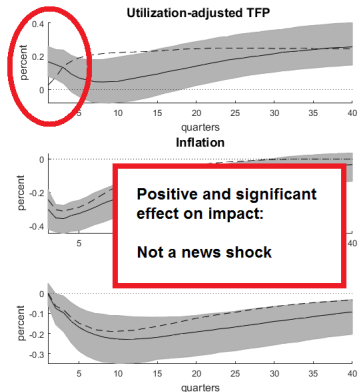 Utilization-adjusted TFP
0.4
0.2
0
percent
5 10 15 20 25 30 35 40
quarters
Inflation
0
-0.2
-0.4
percent
5
40
Positive and significant
effect on impact:
Not a news shock
0
-0.1
-0.2
-0.3
percent
5 10 15 20 25 30 35 40
quarters